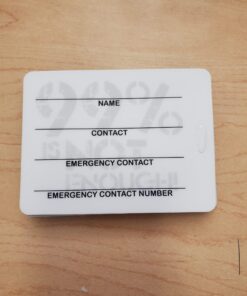 NAME
CONTACT
EMERGENCY CONTACT
EMERGENCY CONTACT NUMBER
99%
IS NOT
ENOUGH!